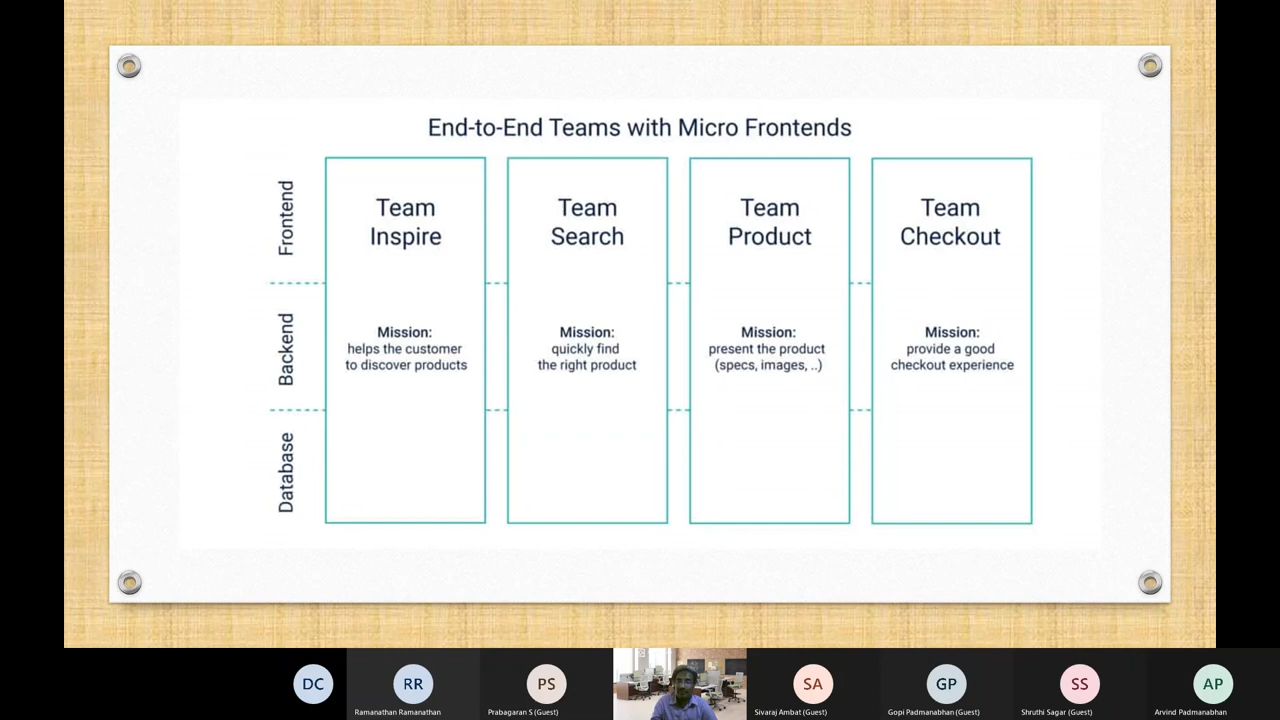 End-to-End Teams with Micro Frontends
Frontend
Backend
Database
Team
Inspire
Mission:
helps the customer
to discover products
Team
Search
Mission:
quickly find
the right product
Team
Product
Mission:
present the product
(specs, images, ..)
Team
Checkout
Mission:
provide a good
checkout experience
DC
RR
Ramanathan Ramanathan
PS
Prabagaran S (Guest)
SA
Sivaraj Ambat (Guest)
GP
Gopi Padmanabhan (Guest)
SS
Shruthi Sagar (Guest)
AP
Arvind Padmanabhan